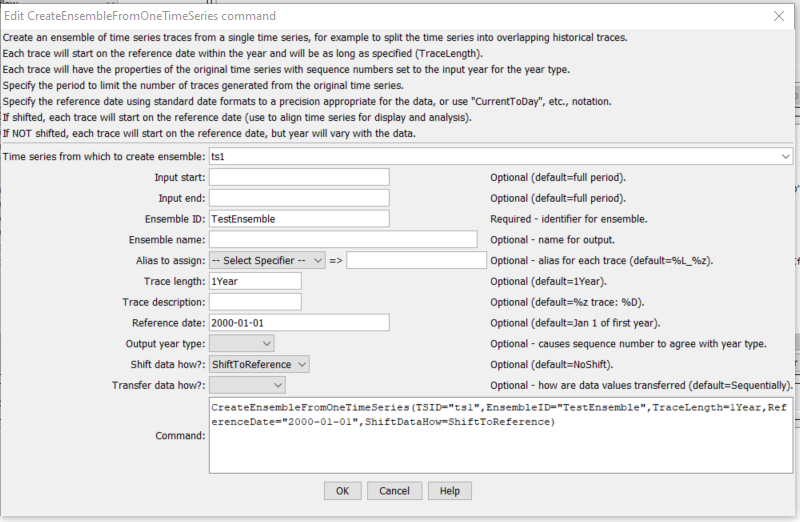 Edit CreateEnsembleFromOneTimeSeries command
Create an ensemble of time series traces from a single time series, for example to split the time series into overlapping historical traces.
Each trace will start on the reference date within the year and will be as long as specified (TraceLength).
Each trace will have the properties of the original time series with sequence numbers set to the input year for the year type.
Specify the period to limit the number of traces generated from the original time series.
Specify the reference date using standard date formats to a precision appropriate for the data, or use "CurrentToDay", etc., notation.
If shifted, each trace will start on the reference date (use to align time series for display and analysis).
If NOT shifted, each trace will start on the reference date, but year will vary with the data.
Time series from which to create ensemble: ts1
Input start: Optional (default=full period).
Input end: Optional (default=full period).
Ensemble ID: TestEnsemble Required - identifier for ensemble.
Ensemble name: Optional - name for output.
Alias to assign: -- Select Specifier -- => Optional - alias for each trace (default=%L_%z).
Trace length: 1Year Optional (default=1Year).
Trace description: Optional (default=%z trace: %D).
Reference date: 2000-01-01 Optional (default=Jan 1 of first year).
Output year type: Optional - causes sequence number to agree with year type.
Shift data how?: ShiftToReference Optional (default=NoShift).
Transfer data how?: Optional - how are data values transferred (default=Sequentially).
Command: CreateEnsembleFromOneTimeSeries(TSID="ts1",EnsembleID="TestEnsemble",TraceLength=1Year,Ref
erenceDate="2000-01-01",ShiftDataHow=ShiftToReference)
OK Cancel Help